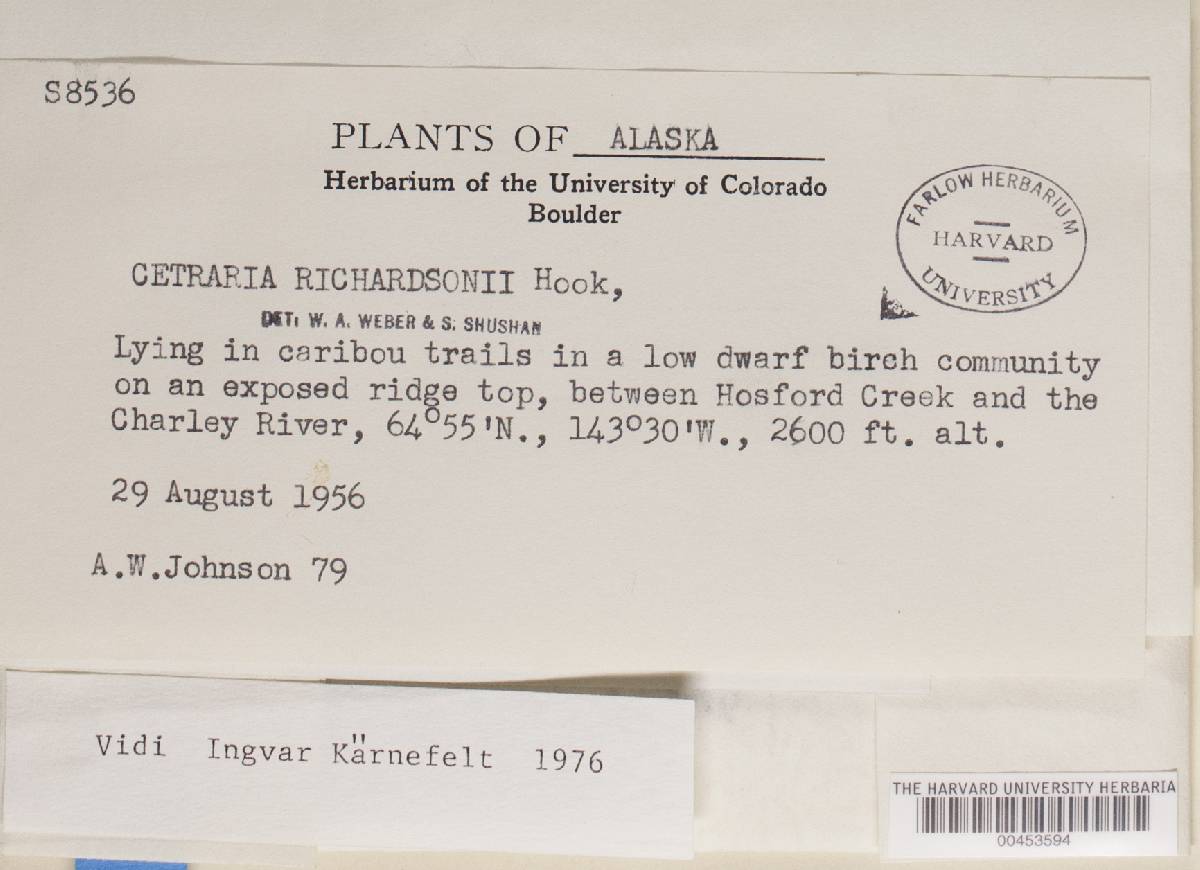 S8536
PLANTS OF ALASKA
Herbarium of the University of Colorado
Boulder
FARLOW HERBARIUM
HARVARD
UNIVERSITY
CETRARIA RICHARDSONII Hook,
DET: W. A. WEBER & S. SHUSHAN
Lying in caribou trails in a low dwarf birch community
on an exposed ridge top, between Hosford Creek and the
Charley River, 64°55'N., 143°30'W., 2600 ft. alt.
29 August 1956
A.W.Johnson 79
Vidi Ingvar Kärnefelt 1976
THE HARVARD UNIVERSITY HERBARIA
00453594